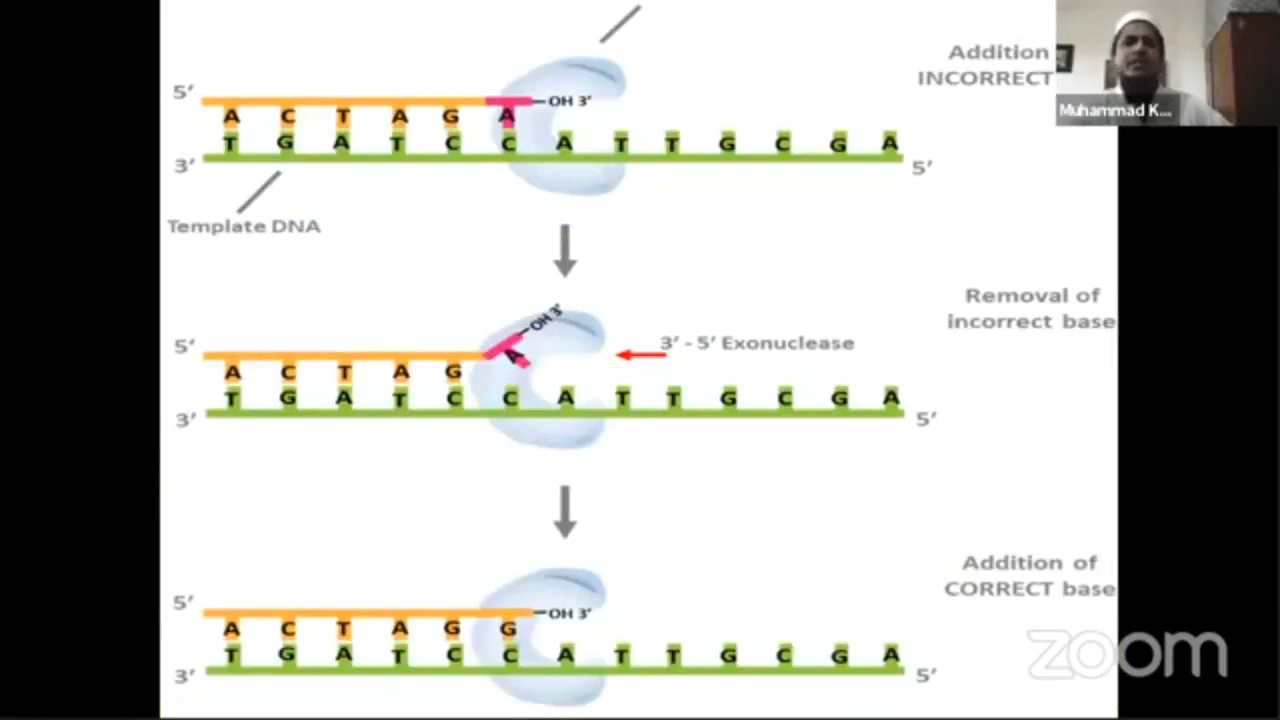 Addition
INCORRECT
Muhammad K...
5’
OH 3’
A C T A G A
T G A T C C A T T G C G A
3’
5’
Template DNA
Removal of
incorrect base
OH 3’
3’ - 5’ Exonuclease
5’
A
A C T A G
T G A T C C A T T G C G A
3’
5’
Addition of
CORRECT base
5’
OH 3’
A C T A G G
T G A T C C A T T G C G A
3’
5’
zoom